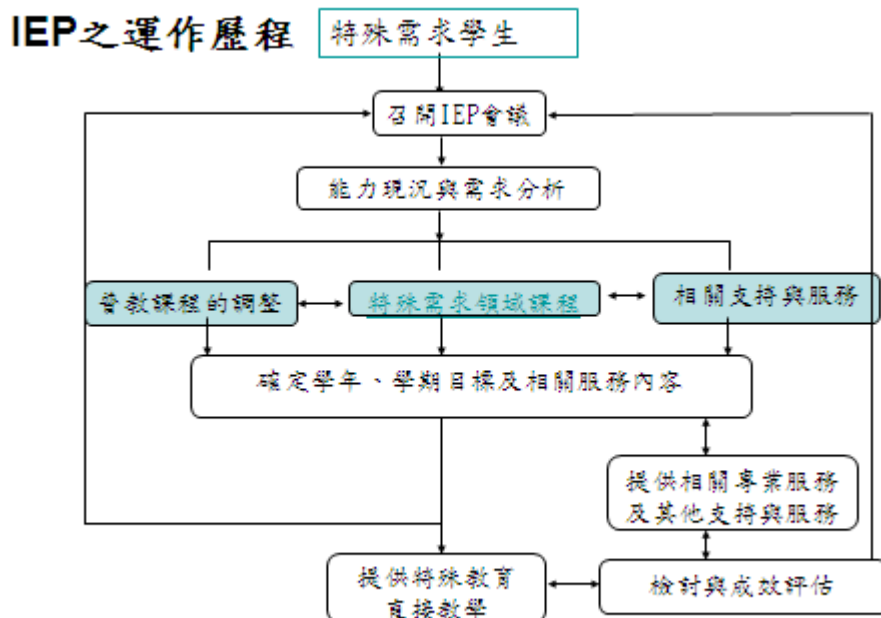 IEP之運作歷程
特殊需求學生
召開IEP會議
能力現況與需求分析
普教課程的調整
特殊需求領域課程
相關支持與服務
確定學年、學期目標及相關服務內容
提供相關專業服務
及其他支持與服務
提供特殊教育
直接教學
檢討與成效評估